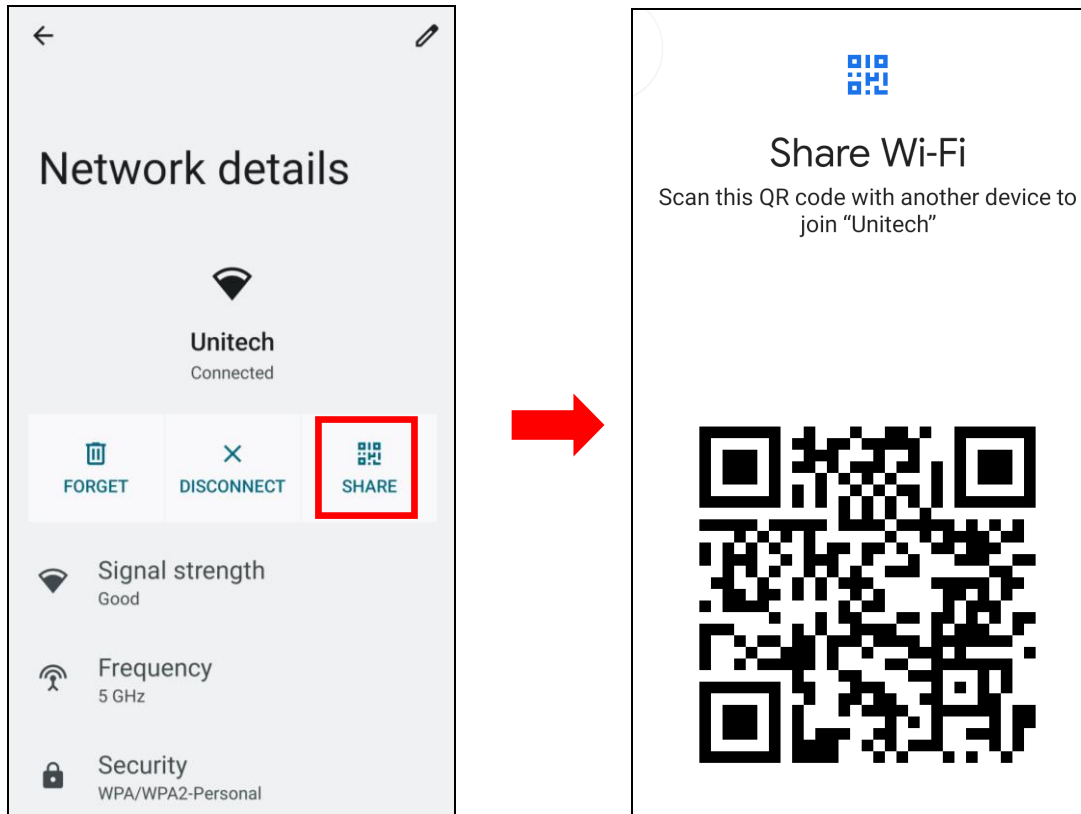 Network details
Unitech
Connected
FORGET
DISCONNECT
SHARE
Signal strength
Good
Frequency
5 GHz
Security
WPA/WPA2-Personal
Share Wi-Fi
Scan this QR code with another device to
join “Unitech”